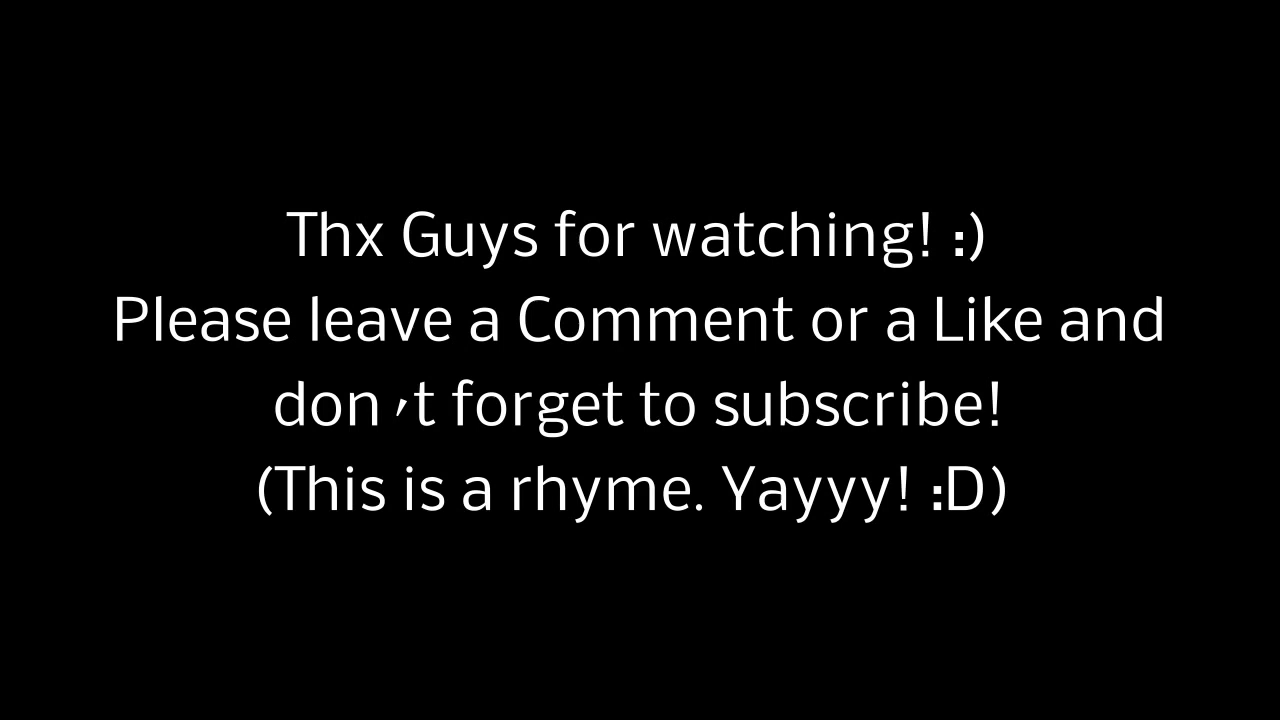 Thx Guys for watching! :)
Please leave a Comment or a Like and
don ́t forget to subscribe!
(This is a rhyme. Yayyy! :D)